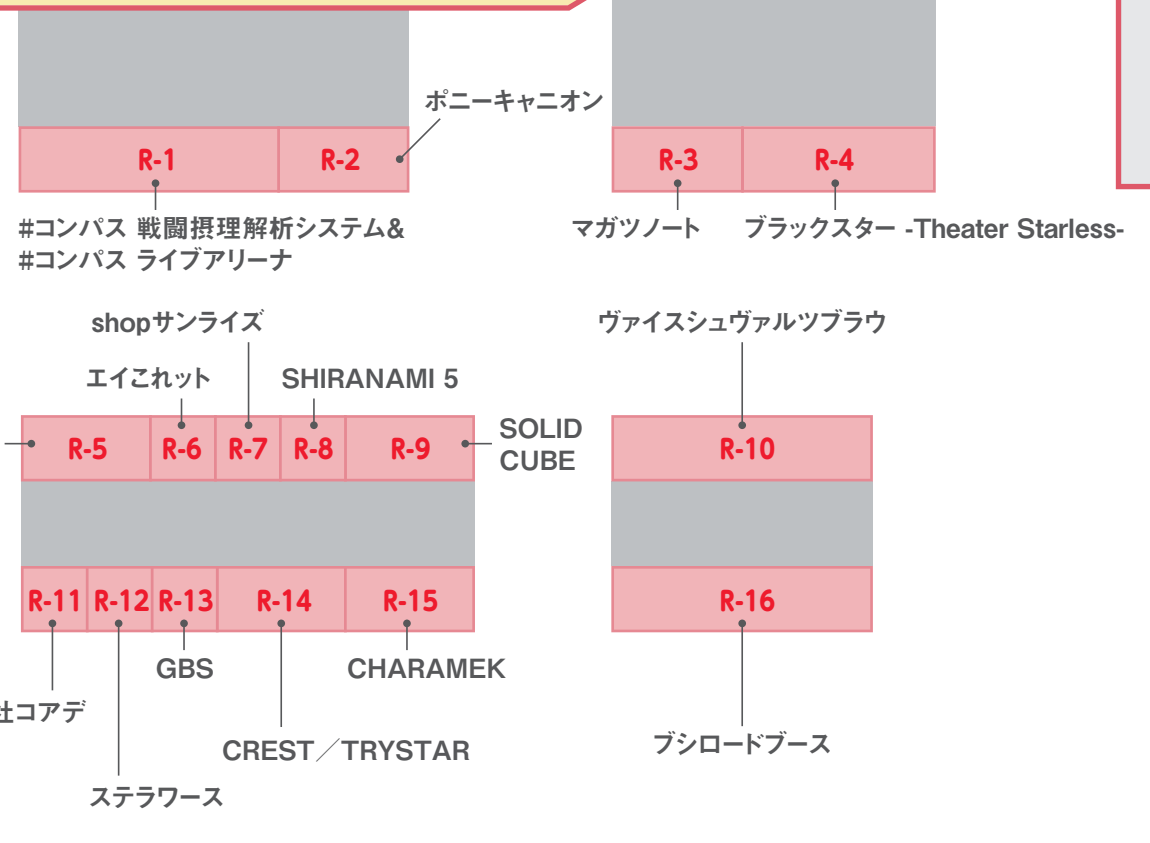 ポニーキャニオン
R-1
R-2
R-3
R-4
#コンパス 戦闘摂理解析システム&
#コンパス ライブアリーナ
マガツノート
ブラックスター -Theater Starless-
shopサンライズ
ヴァイスシュヴァルツブラウ
エイこれット
SHIRANAMI 5
R-5
R-6
R-7
R-8
R-9
SOLID
CUBE
R-10
R-11
R-12
R-13
R-14
R-15
R-16
GBS
CHARAMEK
社コアデ
CREST／TRYSTAR
ブシロードブース
ステラワース